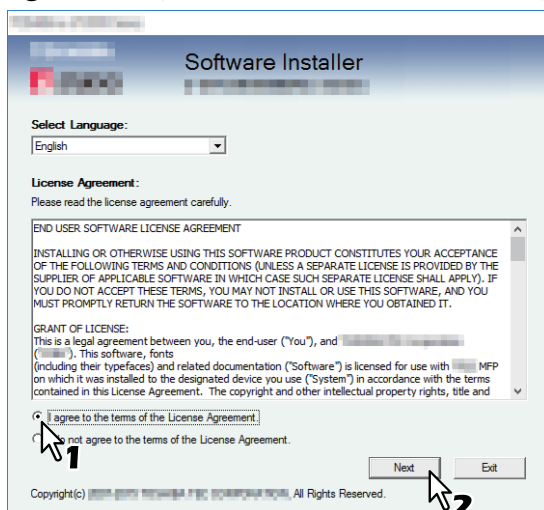 Software Installer
Select Language:
English
License Agreement:
Please read the license agreement carefully.
END USER SOFTWARE LICENSE AGREEMENT
INSTALLING OR OTHERWISE USING THIS SOFTWARE PRODUCT CONSTITUTES YOUR ACCEPTANCE
OF THE FOLLOWING TERMS AND CONDITIONS (UNLESS A SEPARATE LICENSE IS PROVIDED BY THE
SUPPLIER OF APPLICABLE SOFTWARE IN WHICH CASE SUCH SEPARATE LICENSE SHALL APPLY). IF
YOU DO NOT ACCEPT THESE TERMS, YOU MAY NOT INSTALL OR USE THIS SOFTWARE, AND YOU
MUST PROMPTLY RETURN THE SOFTWARE TO THE LOCATION WHERE YOU OBTAINED IT.
GRANT OF LICENSE:
This is a legal agreement between you, the end-user ("You"), and
("). This software, fonts
(including their typefaces) and related documentation ("Software") is licensed for use with MFP
on which it was installed to the designated device you use ("System") in accordance with the terms
contained in this License Agreement. The copyright and other intellectual property rights, title and
I agree to the terms of the License Agreement.
not agree to the terms of the License Agreement.
1
Next Exit
Copyright(c) All Rights Reserved.
2